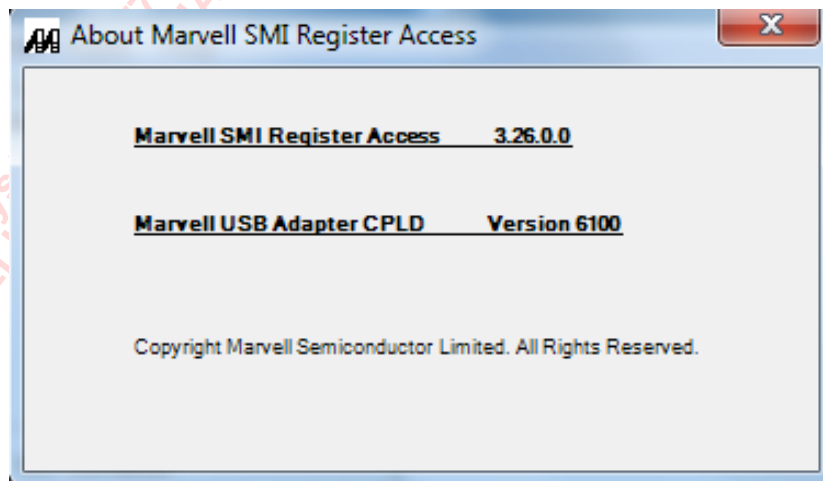 About Marvell SMI Register Access
Marvell SMI Register Access 3.26.0.0
Marvell USB Adapter CPLD Version 6100
Copyright Marvell Semiconductor Limited. All Rights Reserved.